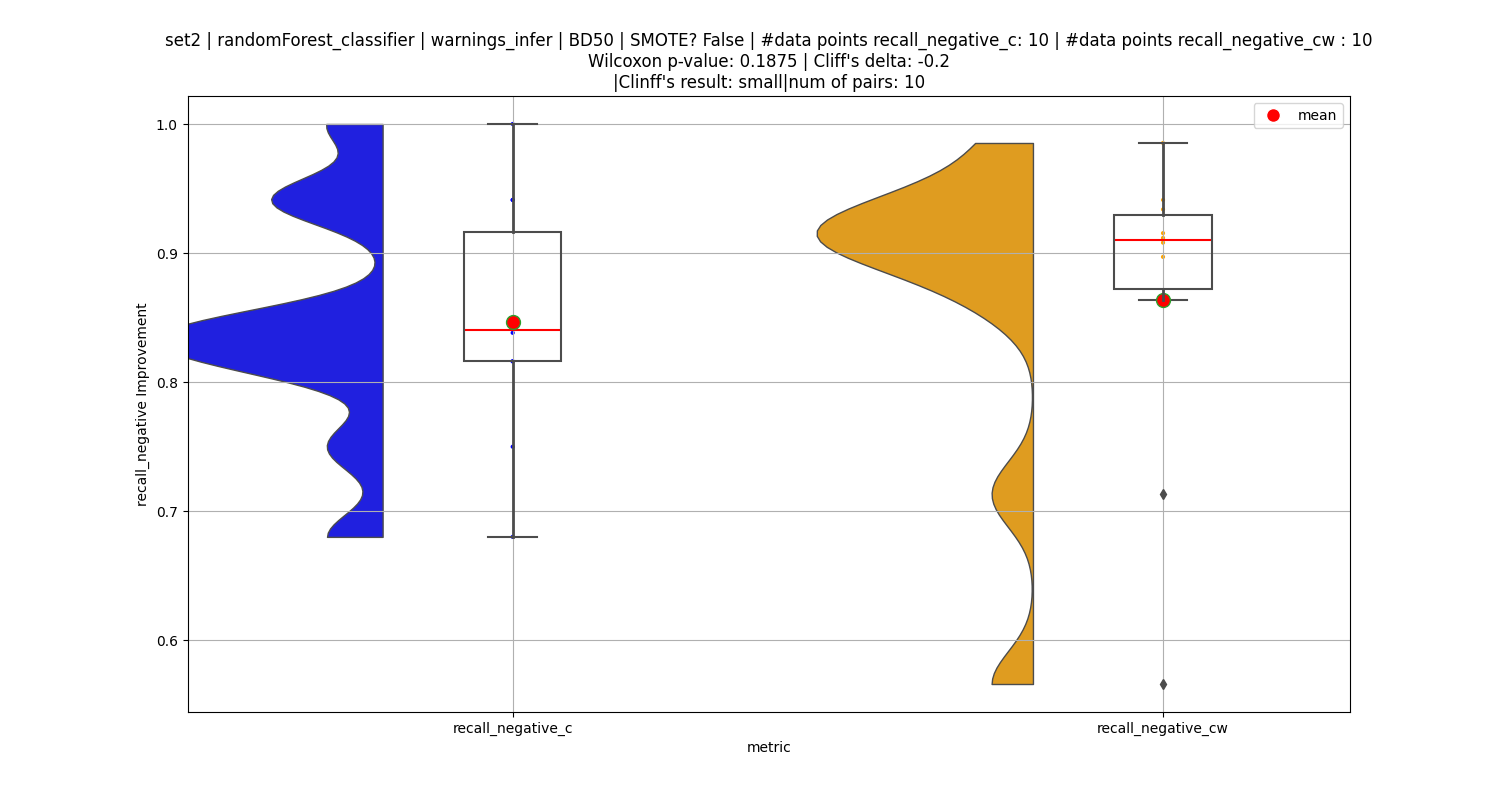 set2 | randomForest_classifier | warnings_infer | BD50 | SMOTE? False | #data points recall_negative_c: 10 | #data points recall_negative_cw : 10
Wilcoxon p-value: 0.1875 | Cliff's delta: -0.2
|Clinff's result: small|num of pairs: 10
mean
1.0
0.9
0.8
0.7
0.6
recall_negative Improvement
recall_negative_c
recall_negative_cw
metric